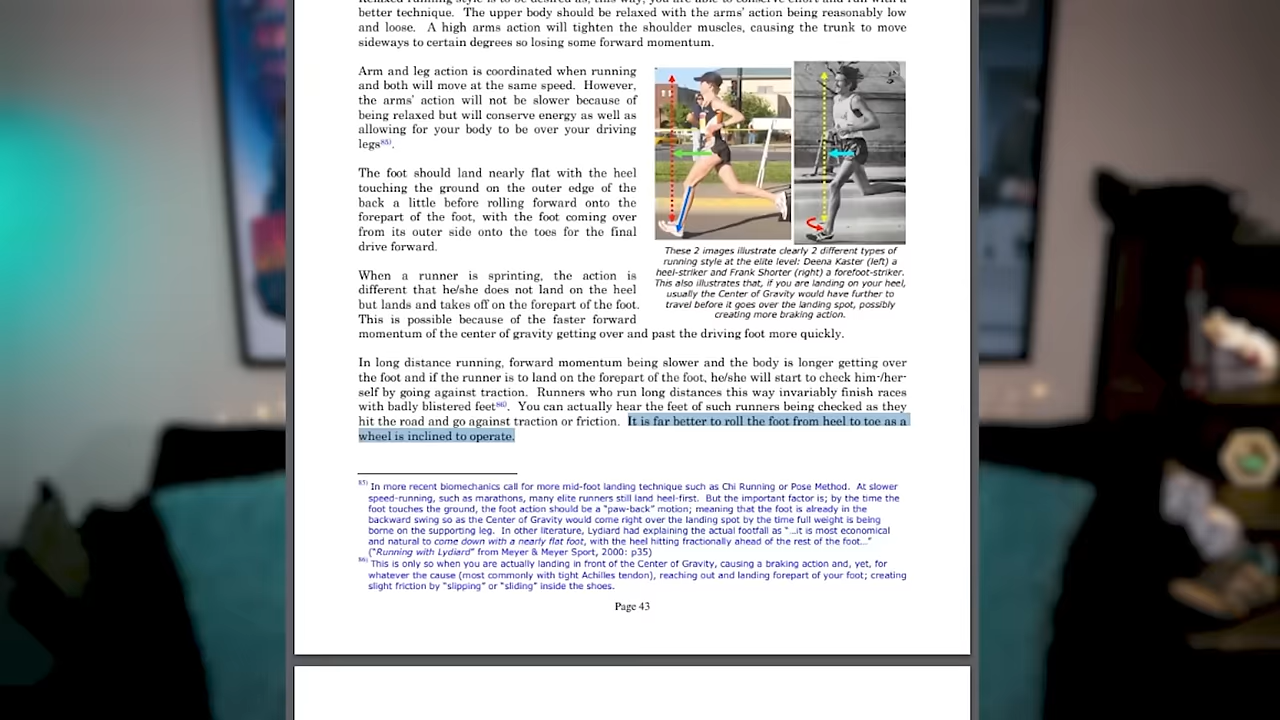 better technique. The upper body should be relaxed with the arms' action being reasonably low
and loose. A high arms action will tighten the shoulder muscles, causing the trunk to move
sideways to certain degrees so losing some forward momentum.
Arm and leg action is coordinated when running
and both will move at the same speed. However,
the arms' action will not be slower because of
being relaxed but will conserve energy as well as
allowing for your body to be over your driving
legs85).
The foot should land nearly flat with the heel
touching the ground on the outer edge of the
back a little before rolling forward onto the
forepart of the foot, with the foot coming over
from its outer side onto the toes for the final
drive forward.
When a runner is sprinting, the action is
different that he/she does not land on the heel
but lands and takes off on the forepart of the foot.
This is possible because of the faster forward
momentum of the center of gravity getting over and past the driving foot more quickly.
These 2 images illustrate clearly 2 different types of
running style at the elite level: Deena Kaster (left) a
heel-striker and Frank Shorter (right) a forefoot-striker.
This also illustrates that, if you are landing on your heel,
usually the Center of Gravity would have further to
travel before it goes over the landing spot, possibly
creating more braking action.
In long distance running, forward momentum being slower and the body is longer getting over
the foot and if the runner is to land on the forepart of the foot, he/she will start to check him-/her-
self by going against traction. Runners who run long distances this way invariably finish races
with badly blistered feet86). You can actually hear the feet of such runners being checked as they
hit the road and go against traction or friction. It is far better to roll the foot from heel to toe as a
wheel is inclined to operate.
85) In more recent biomechanics call for more mid-foot landing technique such as Chi Running or Pose Method. At slower
speed-running, such as marathons, many elite runners still land heel-first. But the important factor is; by the time the
foot touches the ground, the foot action should be a "paw-back" motion; meaning that the foot is already in the
backward swing so as the Center of Gravity would come right over the landing spot by the time full weight is being
borne on the supporting leg. In other literature, Lydiard had explaining the actual footfall as "…it is most economical
and natural to come down with a nearly flat foot, with the heel hitting fractionally ahead of the rest of the foot…"
("Running with Lydiard" from Meyer & Meyer Sport, 2000: p35)
86) This is only so when you are actually landing in front of the Center of Gravity, causing a braking action and, yet, for
whatever the cause (most commonly with tight Achilles tendon), reaching out and landing forepart of your foot; creating
slight friction by "slipping" or "sliding" inside the shoes.
Page 43